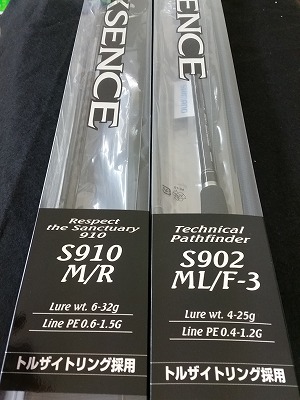 KSENCE
Respect
the Sanctuary
910
S910
M/R
Lure wt. 6-32g
Line PE 0.6-1.5G
トルザイトリング採用
SENCE
Technical
Pathfinder
S902
ML/F-3
Lure wt. 4-25g
Line PE 0.4-1.2G
トルザイトリング採用